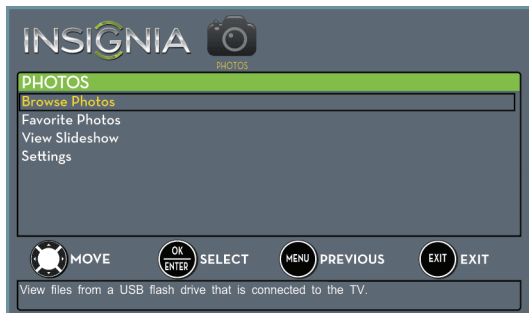 INSIGNIA
PHOTOS
PHOTOS
Browse Photos
Favorite Photos
View Slideshow
Settings
MOVE
OK ENTER SELECT
MENU PREVIOUS
EXIT EXIT
View files from a USB flash drive that is connected to the TV.